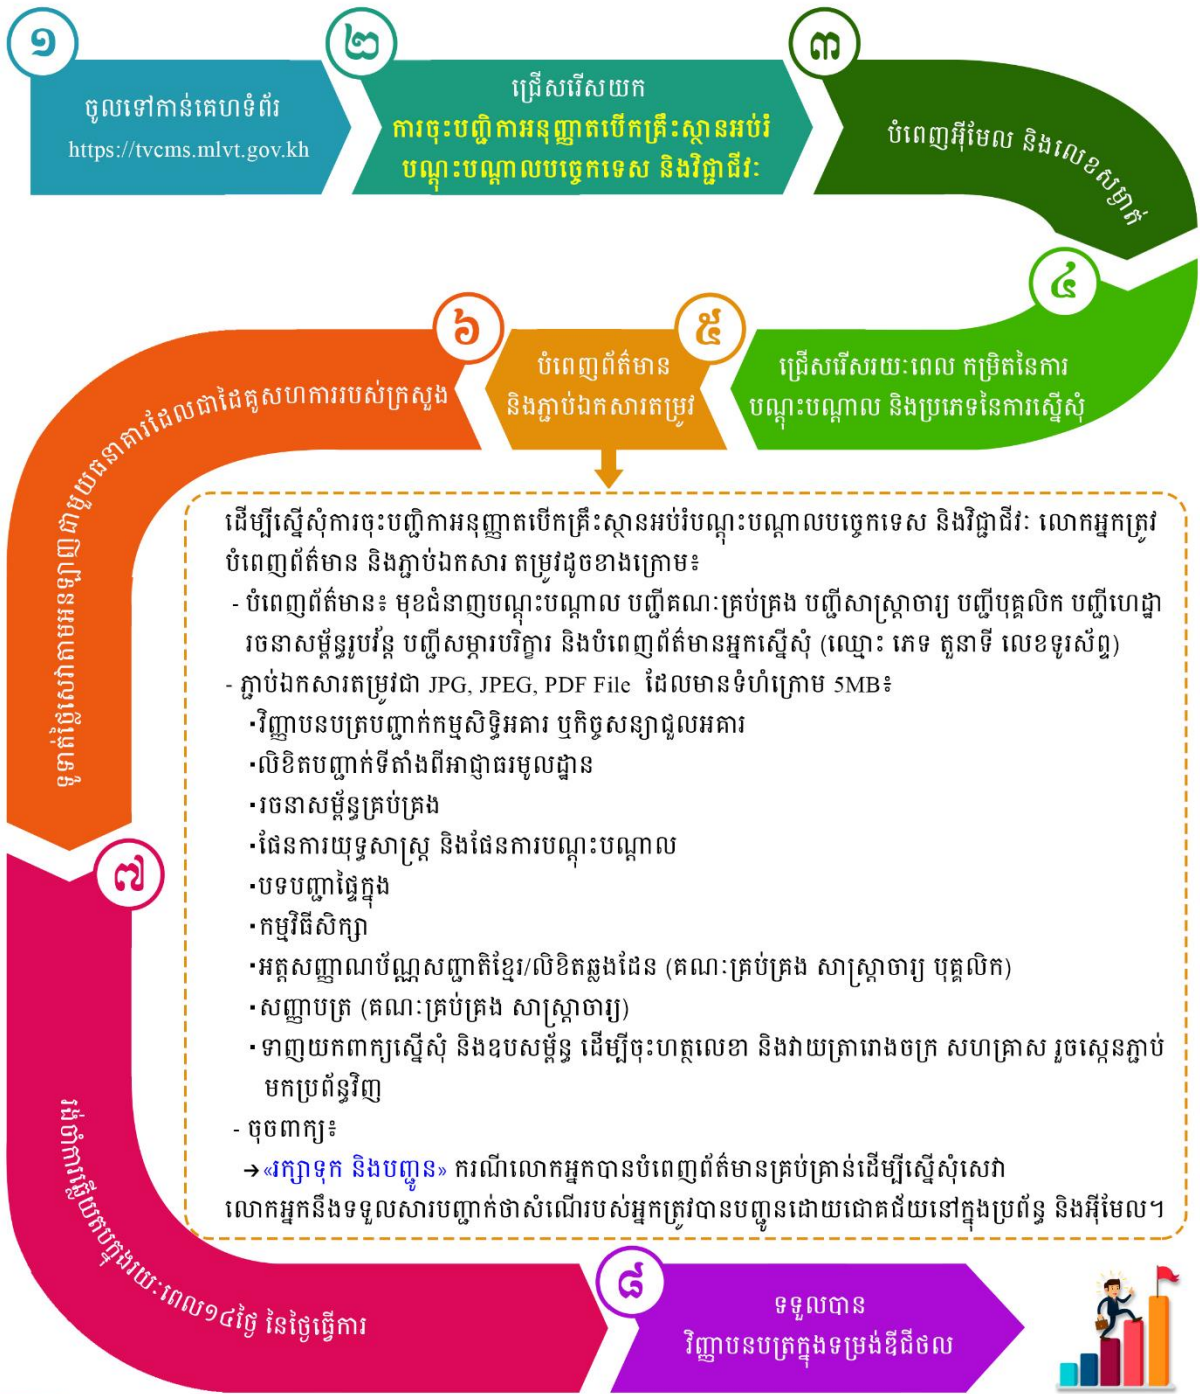 ១
ចូលទៅកាន់គេហទំព័រ
https://tvcms.mlvt.gov.kh
២
ជ្រើសរើសយក
ការចុះបញ្ជិកាអនុញ្ញាតបើកគ្រឹះស្ថានអប់រំ
បណ្តុះបណ្តាលបច្ចេកទេស និងវិជ្ជាជីវៈ
៣
បំពេញអ៊ីមែល និងលេខសម្ងាត់
៤
ជ្រើសរើសរយៈពេល កម្រិតនៃការ
បណ្តុះបណ្តាល និងប្រភេទនៃការស្នើសុំ
៥
បំពេញព័ត៌មាន
និងភ្ជាប់ឯកសារតម្រូវ
៦
ទូទាត់ថ្លៃសេវាតាមអនឡាញជាមួយធនាគារដែលជាដៃគូសហការរបស់ក្រសួង
ដើម្បីស្នើសុំការចុះបញ្ជិកាអនុញ្ញាតបើកគ្រឹះស្ថានអប់រំបណ្តុះបណ្តាលបច្ចេកទេស និងវិជ្ជាជីវៈ លោកអ្នកត្រូវ
បំពេញព័ត៌មាន និងភ្ជាប់ឯកសារ តម្រូវដូចខាងក្រោម៖
- បំពេញព័ត៌មាន៖ មុខជំនាញបណ្តុះបណ្តាល បញ្ជីគណៈគ្រប់គ្រង បញ្ជីសាស្ត្រាចារ្យ បញ្ជីបុគ្គលិក បញ្ជីហេដ្ឋា
រចនាសម្ព័ន្ធរូបវ័ន្ត បញ្ជីសម្ភារបរិក្ខារ និងបំពេញព័ត៌មានអ្នកស្នើសុំ (ឈ្មោះ ភេទ តួនាទី លេខទូរស័ព្ទ)
- ភ្ជាប់ឯកសារតម្រូវជា JPG, JPEG, PDF File ដែលមានទំហំក្រោម 5MB៖
▪វិញ្ញាបនបត្របញ្ជាក់កម្មសិទ្ធិអគារ ឬកិច្ចសន្យាជួលអគារ
▪លិខិតបញ្ជាក់ទីតាំងពីអាជ្ញាធរមូលដ្ឋាន
▪រចនាសម្ព័ន្ធគ្រប់គ្រង
▪ផែនការយុទ្ធសាស្ត្រ និងផែនការបណ្តុះបណ្តាល
▪បទបញ្ជាផ្ទៃក្នុង
▪កម្មវិធីសិក្សា
▪អត្តសញ្ញាណប័ណ្ណសញ្ជាតិខ្មែរ/លិខិតឆ្លងដែន (គណៈគ្រប់គ្រង សាស្ត្រាចារ្យ បុគ្គលិក)
▪សញ្ញាបត្រ (គណៈគ្រប់គ្រង សាស្ត្រាចារ្យ)
▪ទាញយកពាក្យស្នើសុំ និងឧបសម្ព័ន្ធ ដើម្បីចុះហត្ថលេខា និងវាយត្រារោងចក្រ សហគ្រាស រួចស្កេនភ្ជាប់
មកប្រព័ន្ធវិញ
- ចុចពាក្យ៖
➔«រក្សាទុក និងបញ្ជូន» ករណីលោកអ្នកបានបំពេញព័ត៌មានគ្រប់គ្រាន់ដើម្បីស្នើសុំសេវា
លោកអ្នកនឹងទទួលសារបញ្ជាក់ថាសំណើរបស់អ្នកត្រូវបានបញ្ជូនដោយជោគជ័យនៅក្នុងប្រព័ន្ធ និងអ៊ីមែល។
៧
រង់ចាំការឆ្លើយតបក្នុងរយៈពេល១៤ថ្ងៃ នៃថ្ងៃធ្វើការ
៨
ទទួលបាន
វិញ្ញាបនបត្រក្នុងទម្រង់ឌីជីថល